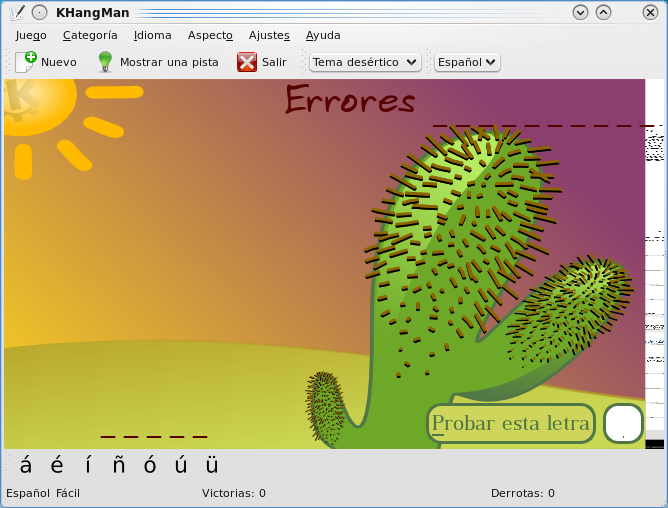 KHangMan
Juego Categoría Idioma Aspecto Ajustes Ayuda
Nuevo Mostrar una pista Salir Tema desértico Español
K
Errores
Probar esta letra
á é í ñ ó ú ü
Español Fácil Victorias: 0 Derrotas: 0